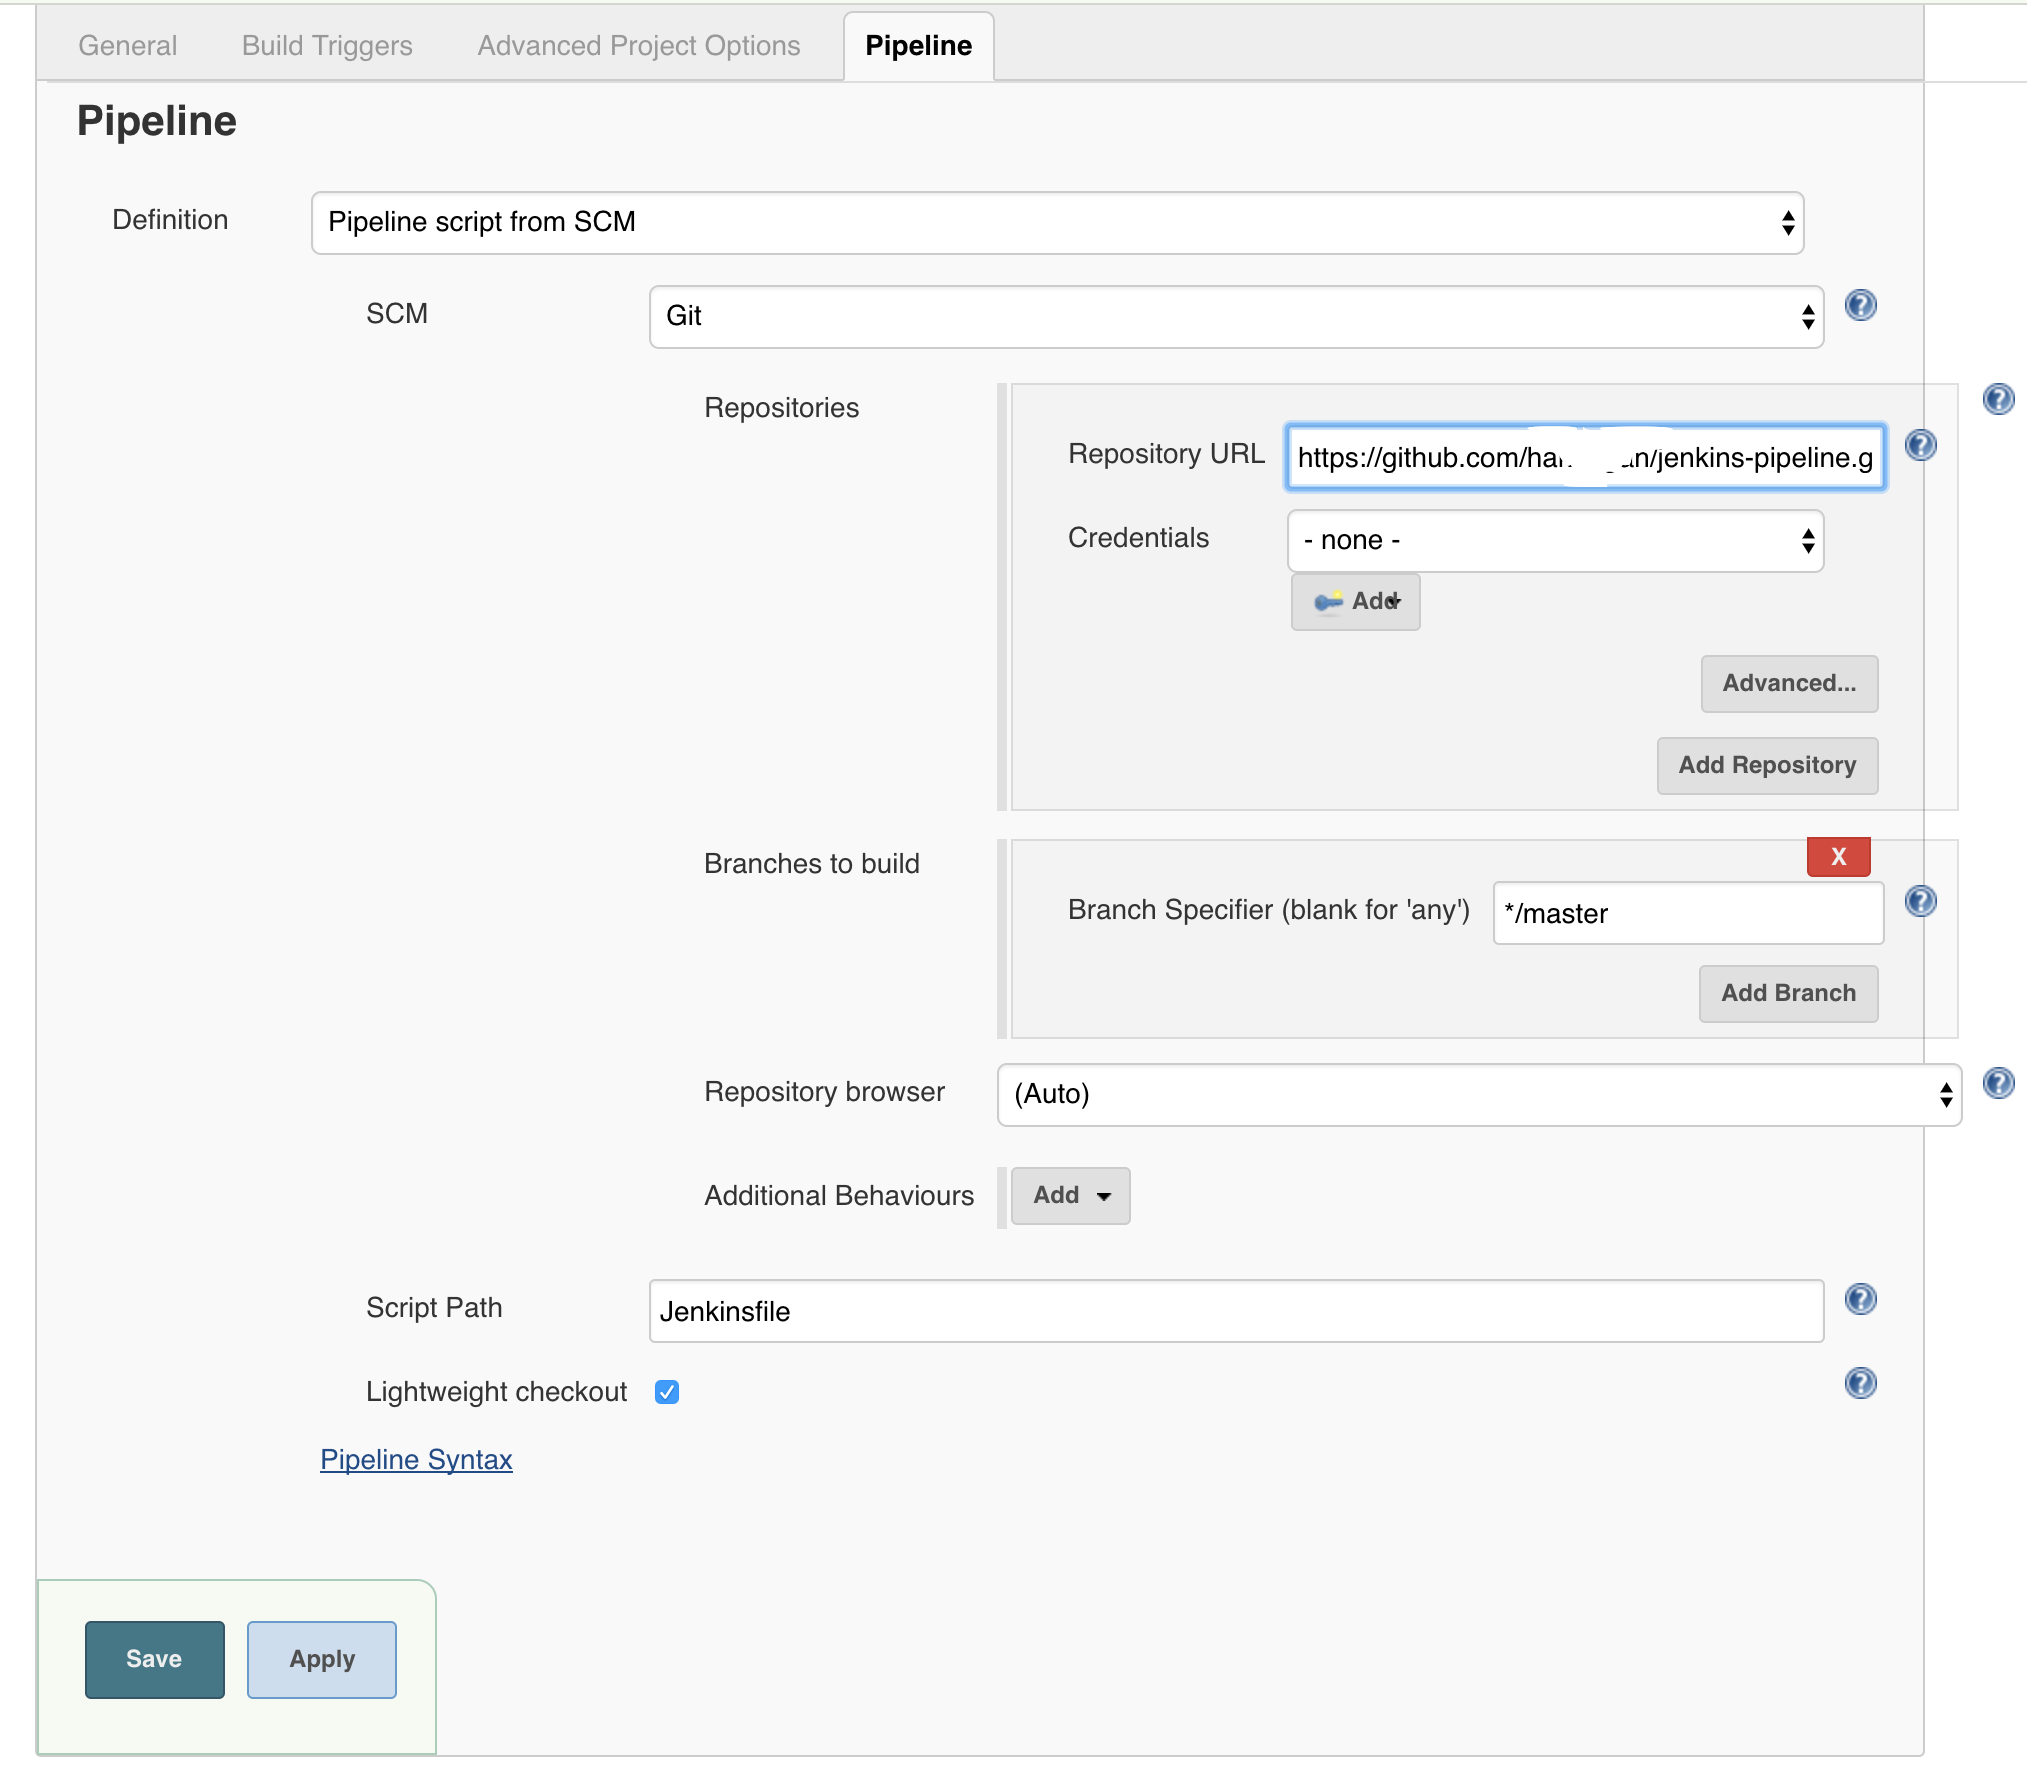 General Build Triggers Advanced Project Options Pipeline
Pipeline
Definition Pipeline script from SCM
SCM Git
Repositories
Repository URL https://github.com/ha n/jenkins-pipeline.g
Credentials - none -
Add
Advanced...
Add Repository
Branches to build
X
Branch Specifier (blank for 'any') */master
Add Branch
Repository browser (Auto)
Additional Behaviours Add
Script Path Jenkinsfile
Lightweight checkout
Pipeline Syntax
Save Apply